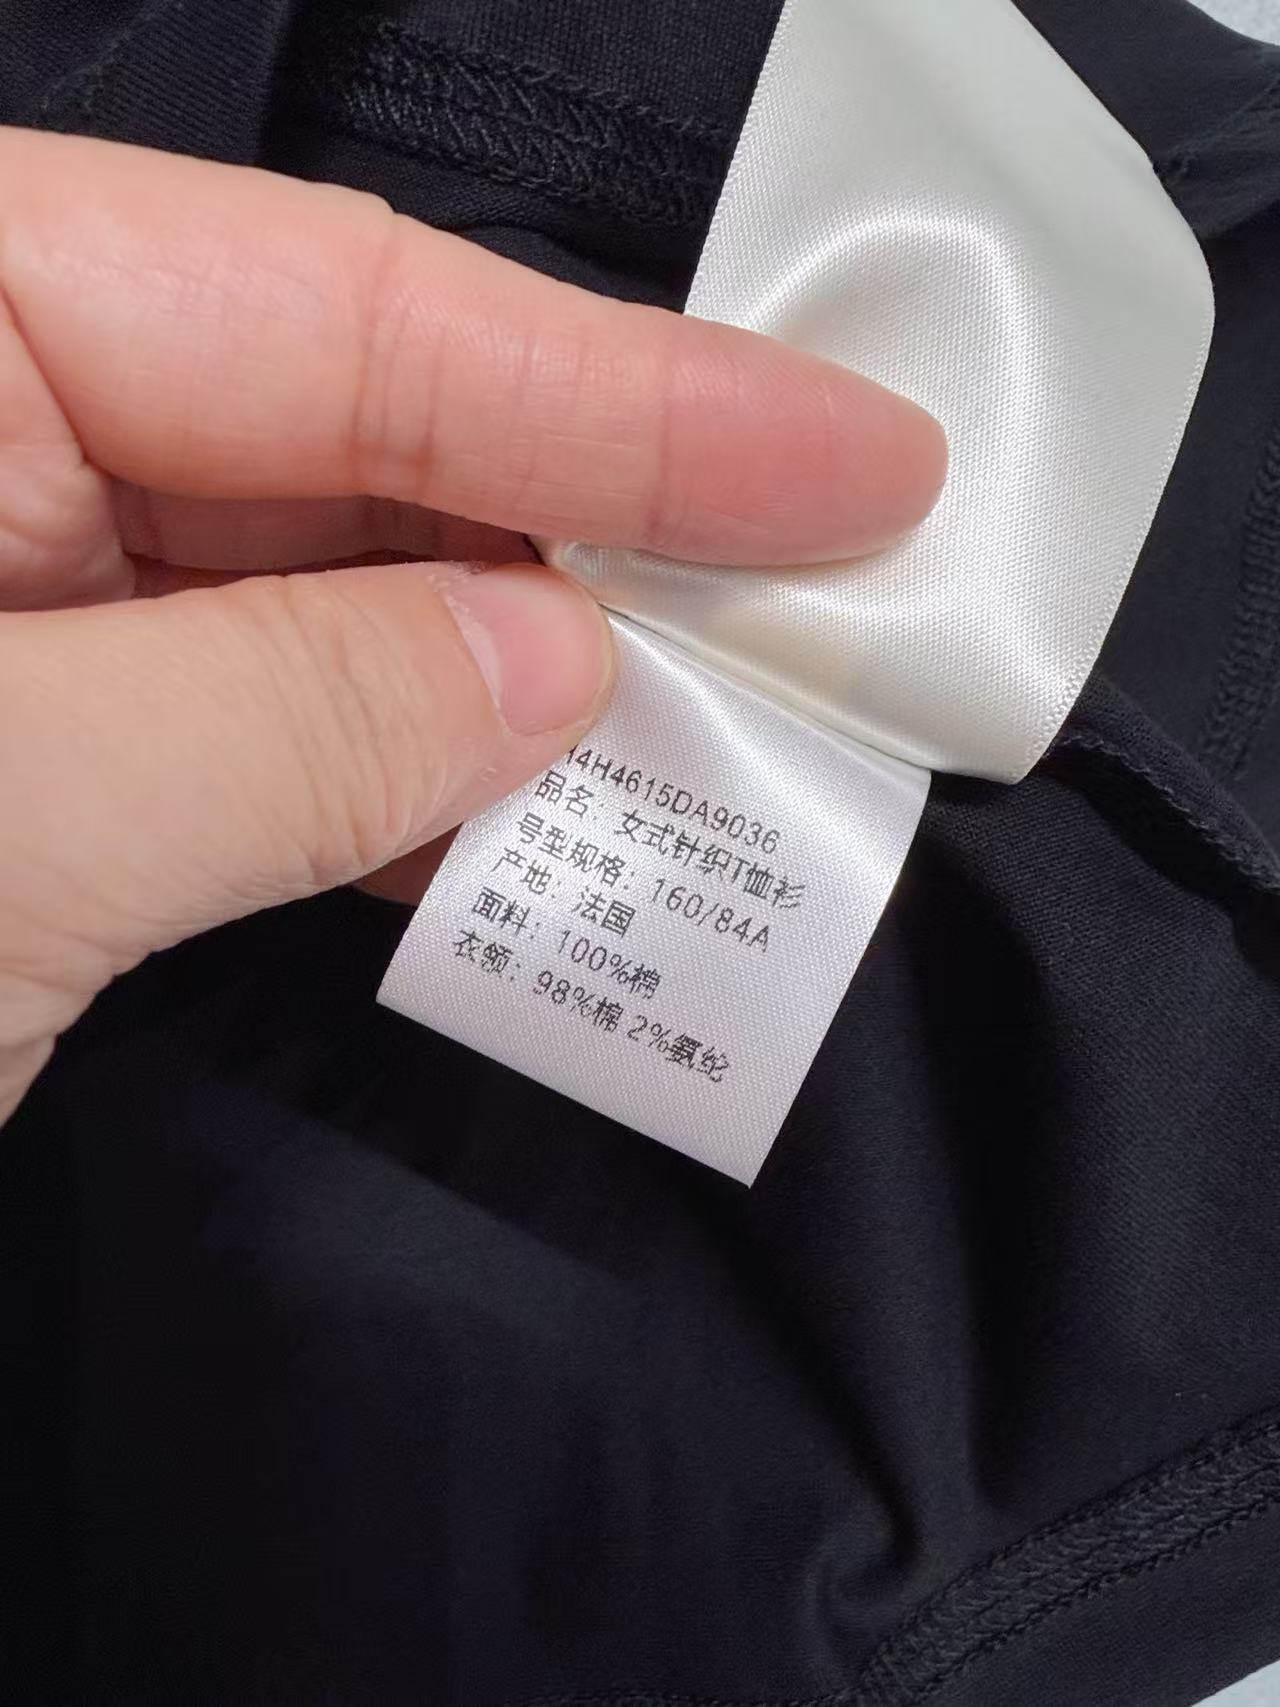 14H4615DA9036
品名：女式针织T恤衫
号型规格：160/84A
产地：法国
面料：100%棉
衣领：98%棉 2%氨纶